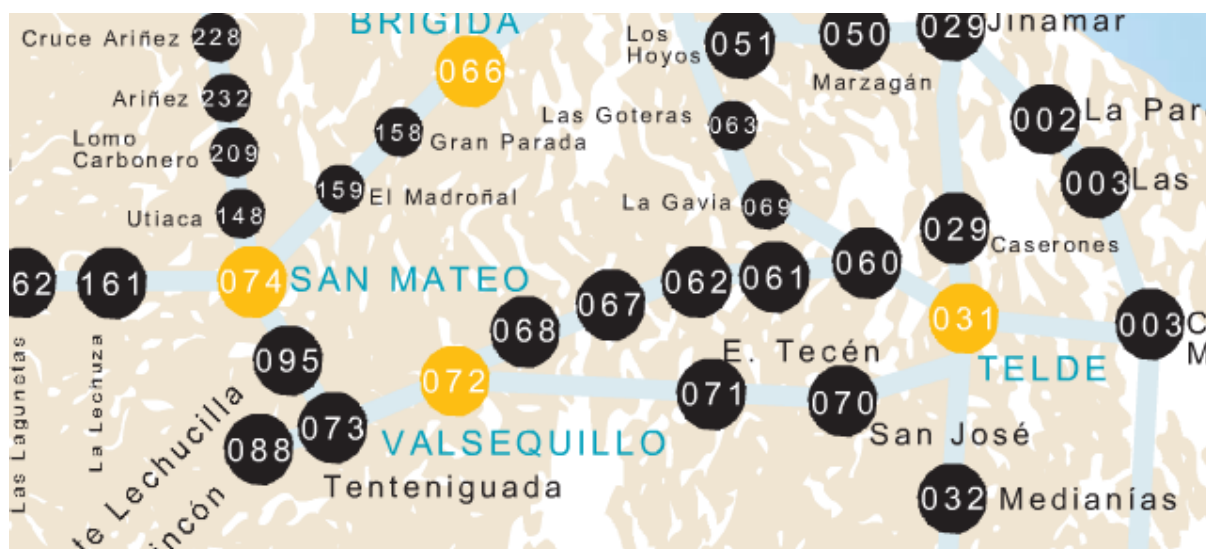 BRIGIDA
Cruce Ariñez
228
Los
Hoyos
051
050
029
Jinamar
066
Marzagán
Ariñez
232
Las Goteras
063
002
158
Gran Parada
Lomo
Carbonero
209
003
Las
159
El Madroñal
La Gavia
069
Utiaca
148
029
Caserones
62
161
074
SAN MATEO
067
062
061
060
068
031
003
TELDE
095
E. Tecén
072
071
070
San José
073
VALSEQUILLO
088
Tenteniguada
Las Lagunetas
La Lechuza
Lechucilla
032
Medianías